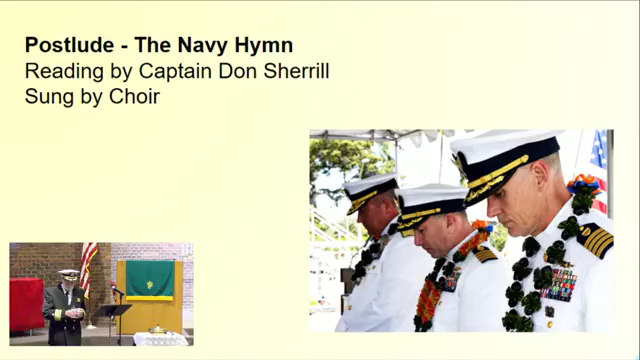 Postlude - The Navy Hymn
Reading by Captain Don Sherrill
Sung by Choir